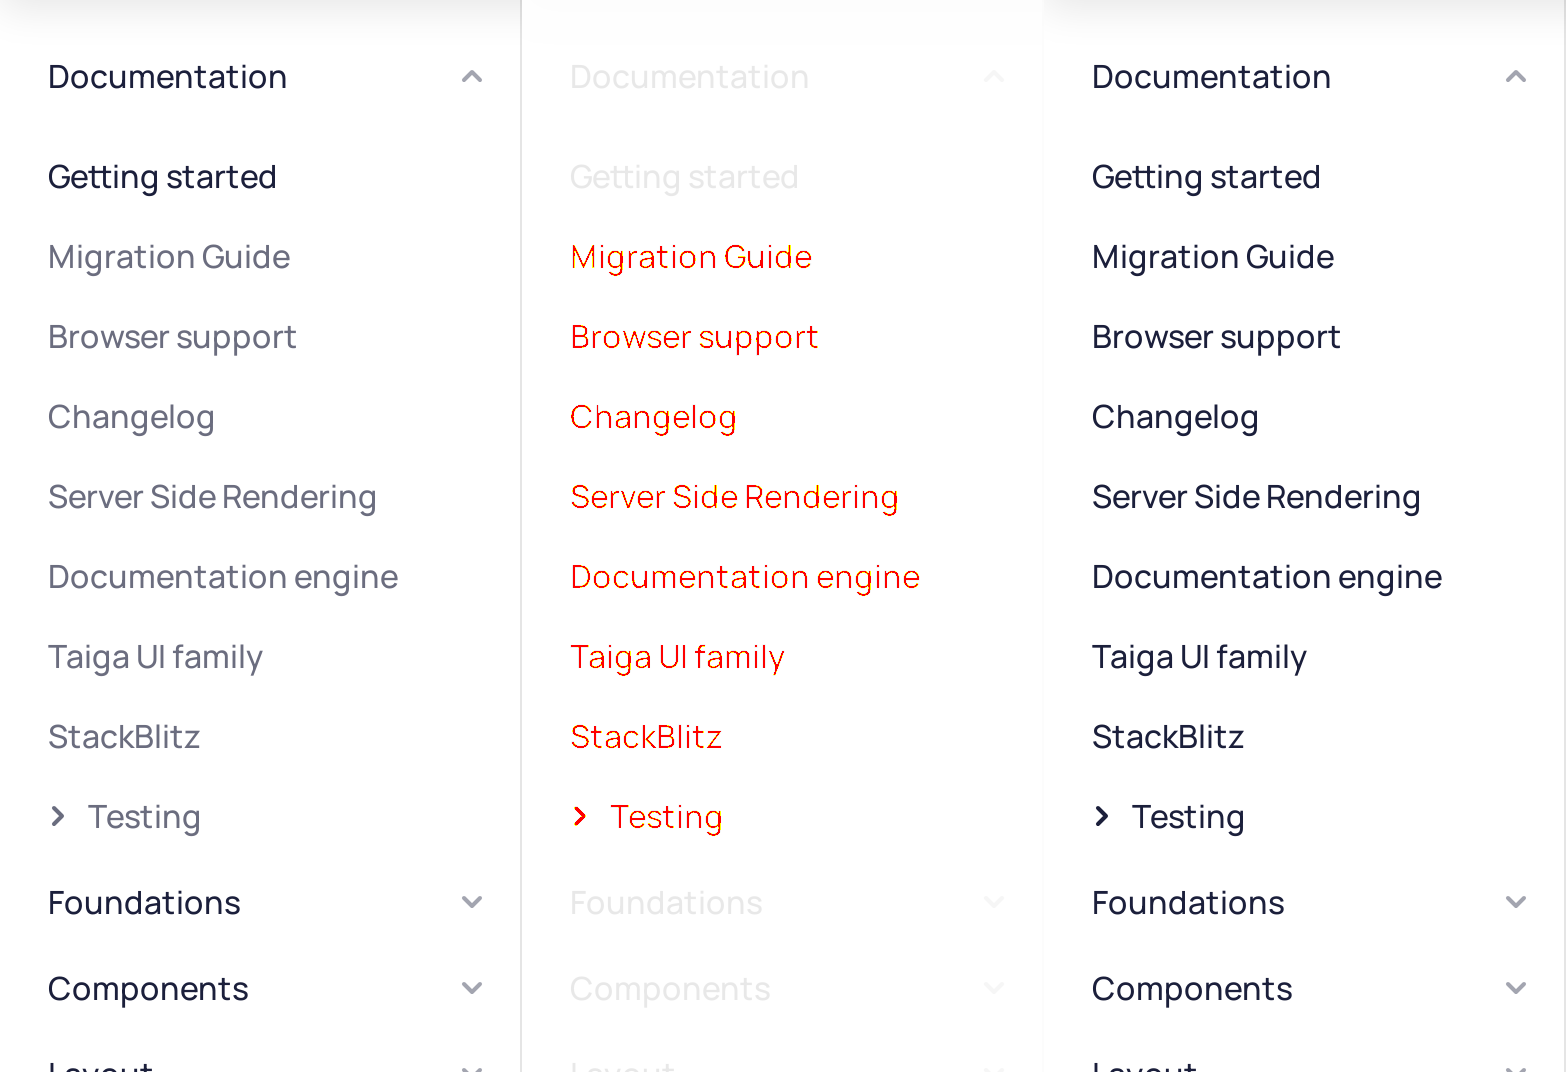 Documentation
Getting started
Migration Guide
Browser support
Changelog
Server Side Rendering
Documentation engine
Taiga UI family
StackBlitz
Testing
Foundations
Components
Layout
Documentation
Getting started
Migration Guide
Browser support
Changelog
Server Side Rendering
Documentation engine
Taiga UI family
StackBlitz
Testing
Foundations
Components
Layout
Documentation
Getting started
Migration Guide
Browser support
Changelog
Server Side Rendering
Documentation engine
Taiga UI family
StackBlitz
Testing
Foundations
Components
Layout